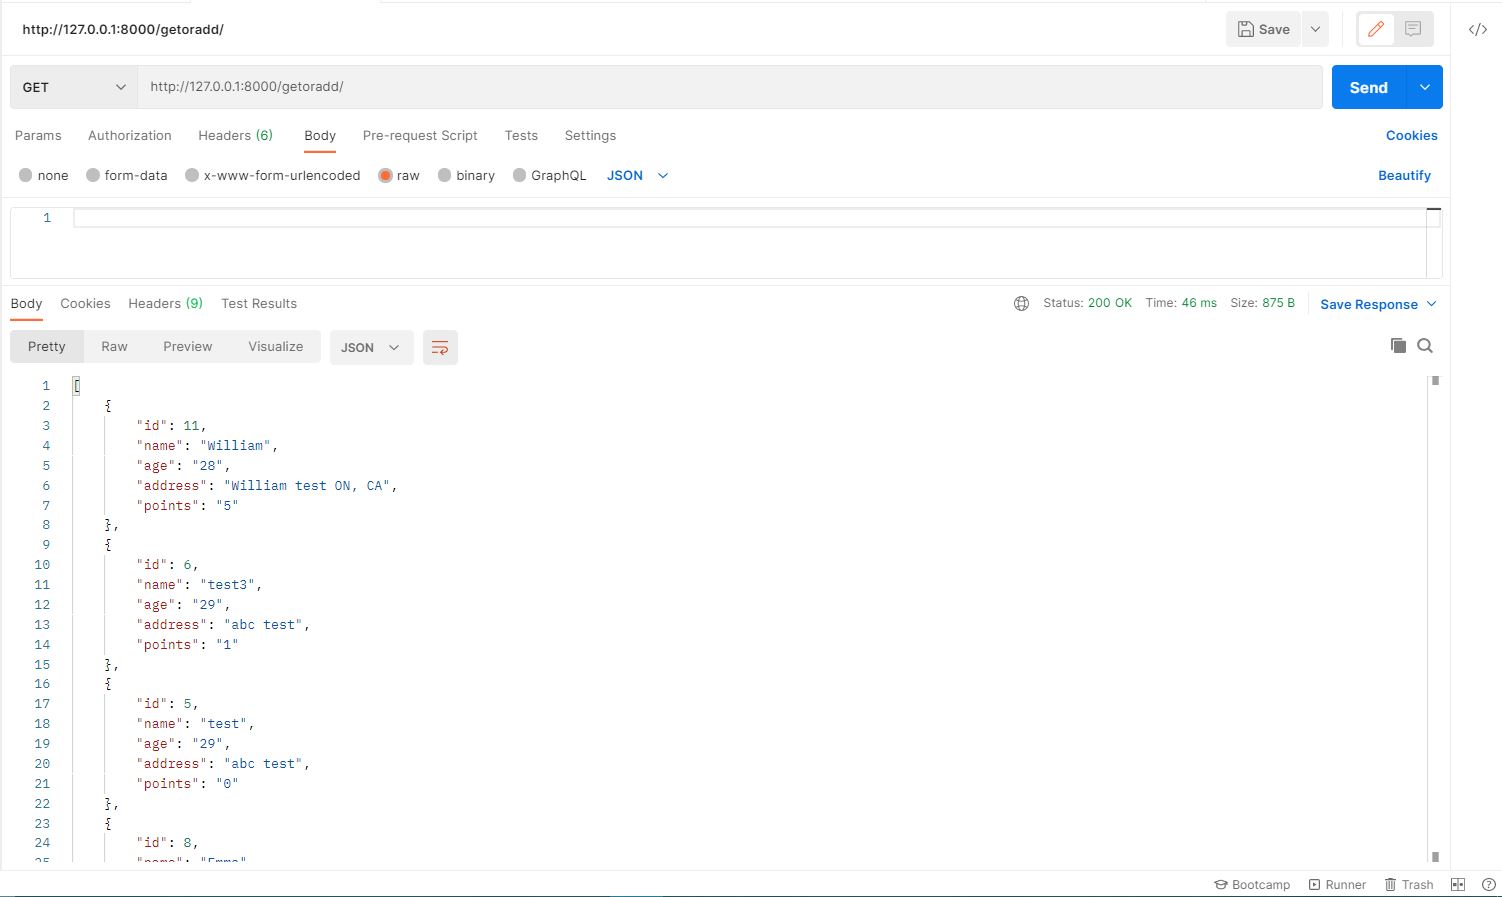 http://127.0.0.1:8000/getoradd/ Save
GET http://127.0.0.1:8000/getoradd/ Send
Params Authorization Headers (6) Body Pre-request Script Tests Settings Cookies
none form-data x-www-form-urlencoded raw binary GraphQL JSON Beautify
1
Body Cookies Headers (9) Test Results Status: 200 OK Time: 46 ms Size: 875 B Save Response
Pretty Raw Preview Visualize JSON
1 [
2 {
3 "id": 11,
4 "name": "William",
5 "age": "28",
6 "address": "William test ON, CA",
7 "points": "5"
8 },
9 {
10 "id": 6,
11 "name": "test3",
12 "age": "29",
13 "address": "abc test",
14 "points": "1"
15 },
16 {
17 "id": 5,
18 "name": "test",
19 "age": "29",
20 "address": "abc test",
21 "points": "0"
22 },
23 {
24 "id": 8,
25 "name": "Emma"
Bootcamp Runner Trash